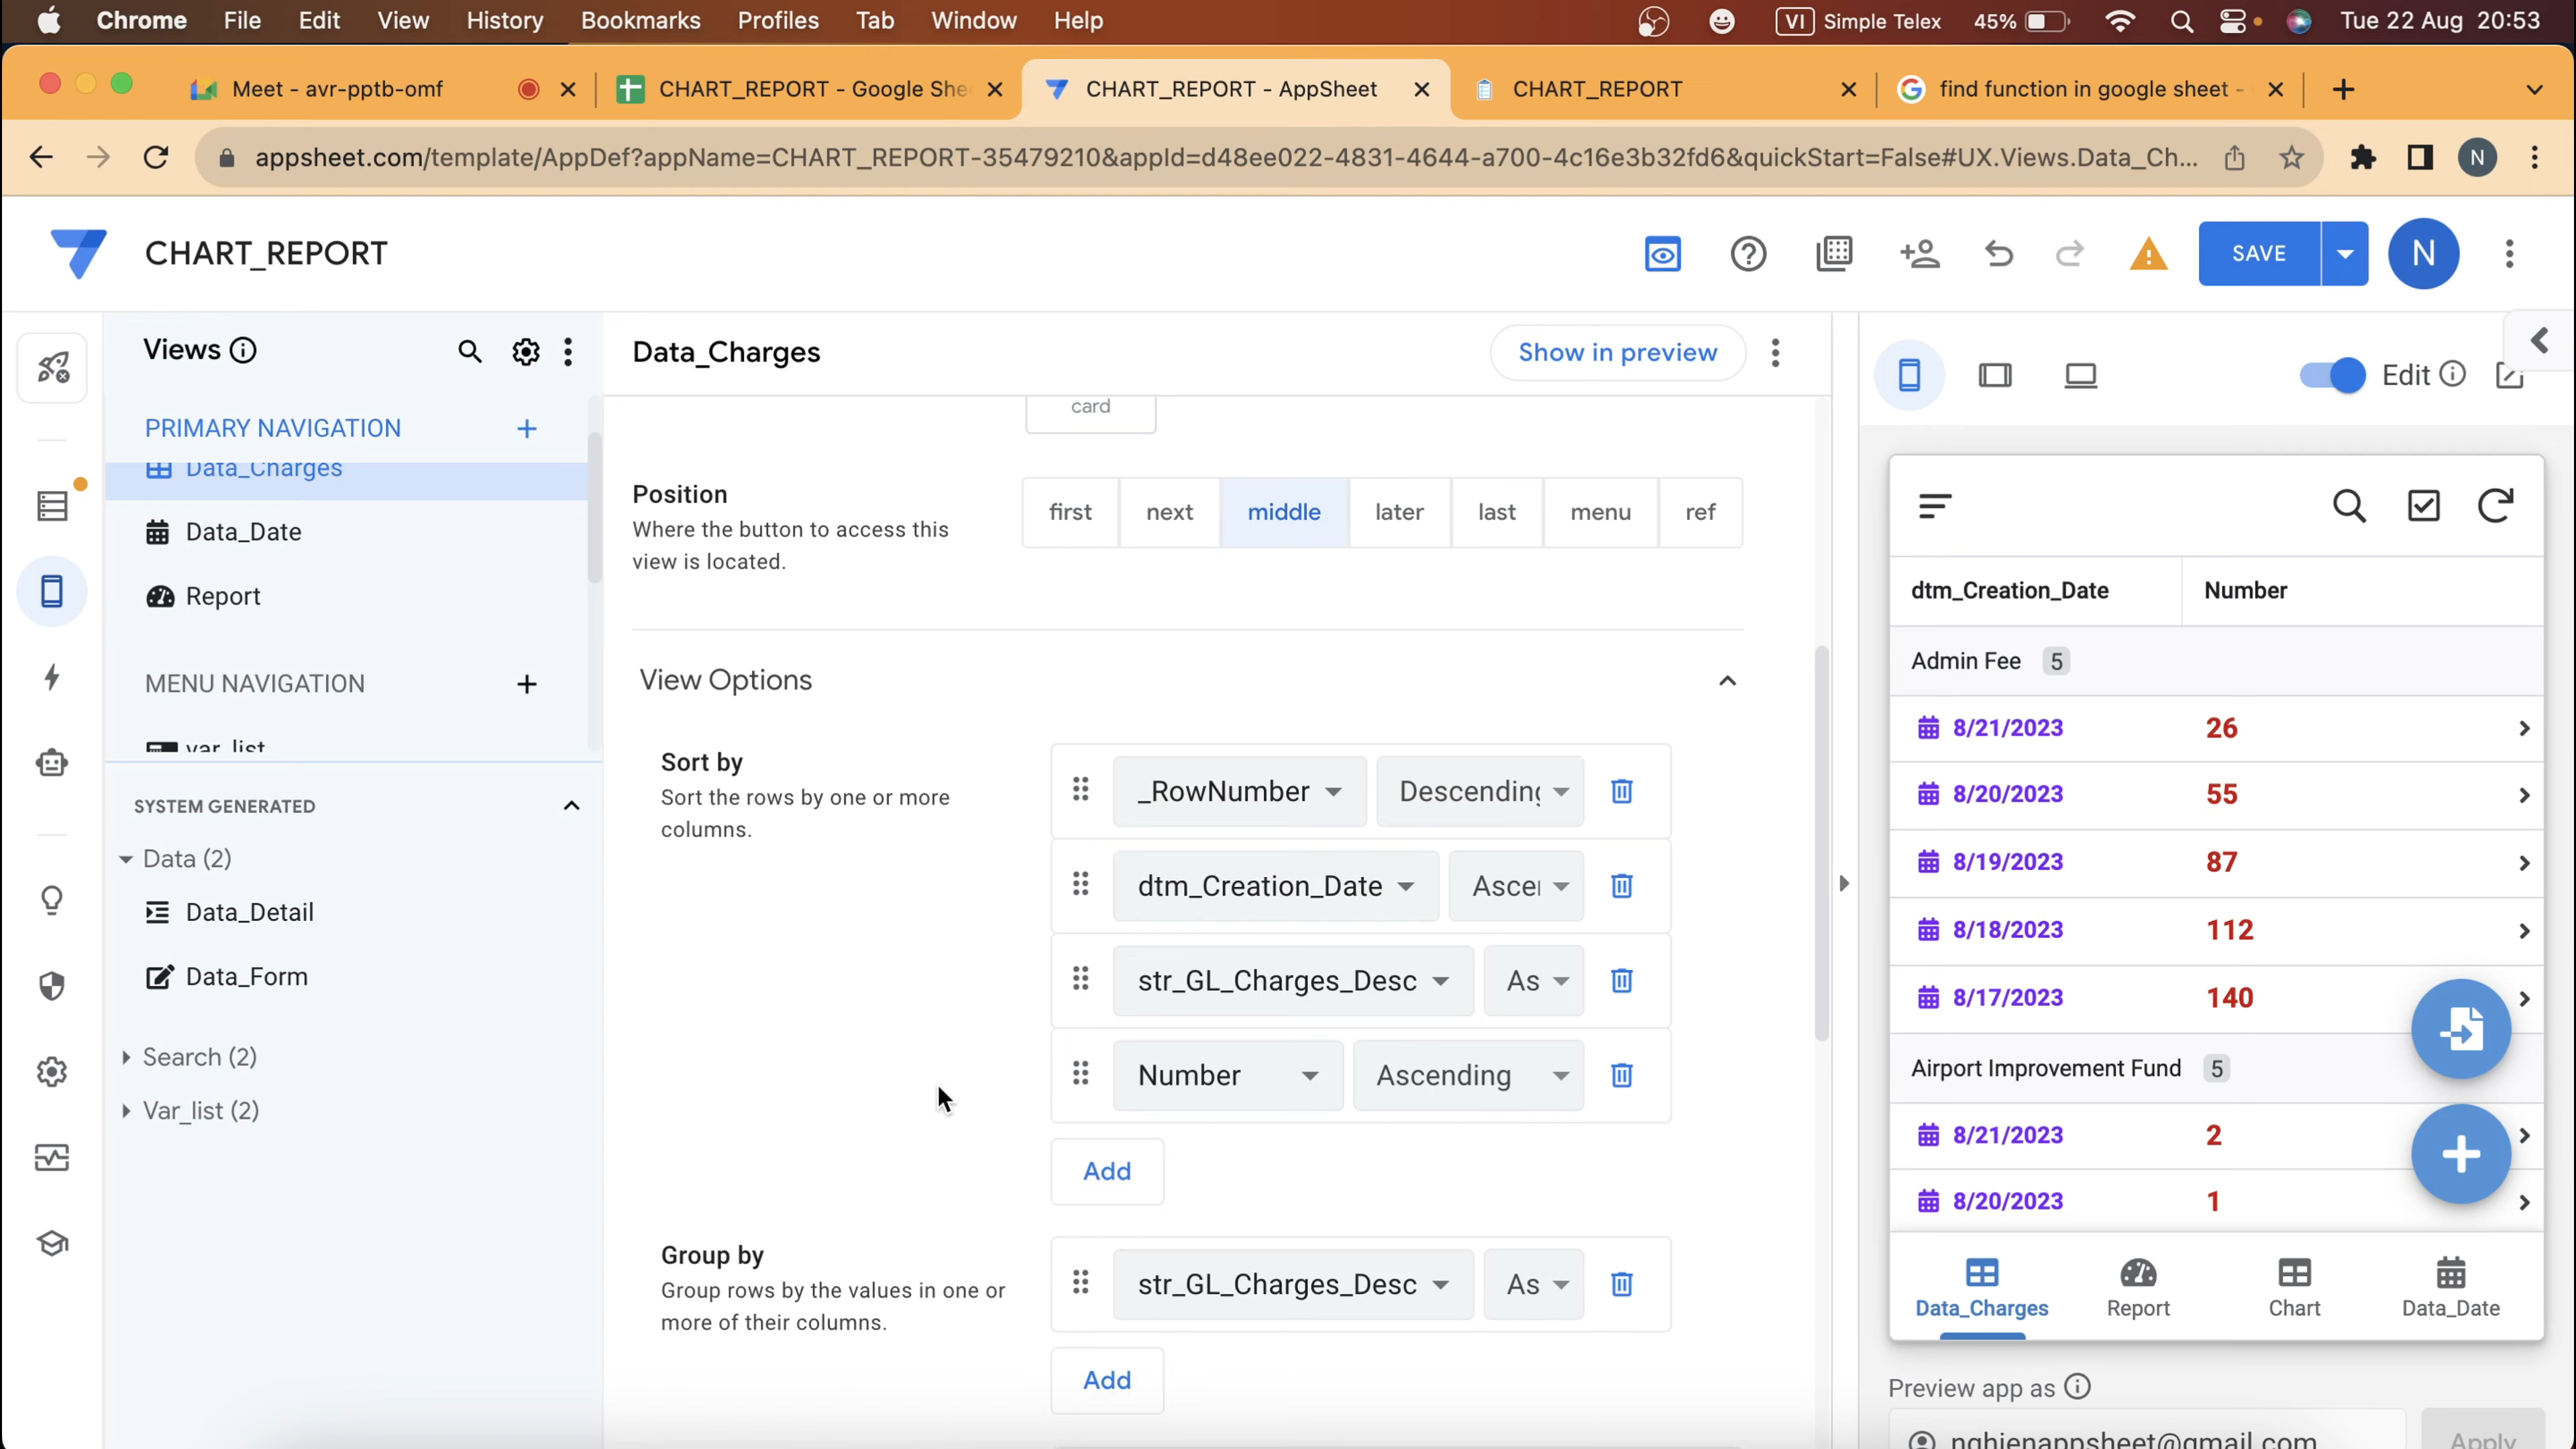 Chrome File Edit View History Bookmarks Profiles Tab Window Help VI Simple Telex 45% Tue 22 Aug 20:53
Meet - avr-pptb-omf CHART_REPORT - Google She CHART_REPORT - AppSheet CHART_REPORT find function in google sheet -
appsheet.com/template/AppDef?appName=CHART_REPORT-35479210&appId=d48ee022-4831-4644-a700-4c16e3b32fd6&quickStart=False#UX.Views.Data_Ch... N
CHART_REPORT SAVE N
Views
PRIMARY NAVIGATION
Data_Charges
Data_Date
Report
MENU NAVIGATION
var_list
SYSTEM GENERATED
Data (2)
Data_Detail
Data_Form
Search (2)
Var_list (2)
Data_Charges Show in preview
card
Position
Where the button to access this
view is located.
first next middle later last menu ref
View Options
Sort by
Sort the rows by one or more
columns.
_RowNumber Descending
dtm_Creation_Date Ascei
str_GL_Charges_Desc As
Number Ascending
Add
Group by
Group rows by the values in one or
more of their columns.
str_GL_Charges_Desc As
Add
Edit
dtm_Creation_Date Number
Admin Fee 5
8/21/2023 26
8/20/2023 55
8/19/2023 87
8/18/2023 112
8/17/2023 140
Airport Improvement Fund 5
8/21/2023 2
8/20/2023 1
Data_Charges Report Chart Data_Date
Preview app as
nghienappsheet@gmail.com Apply